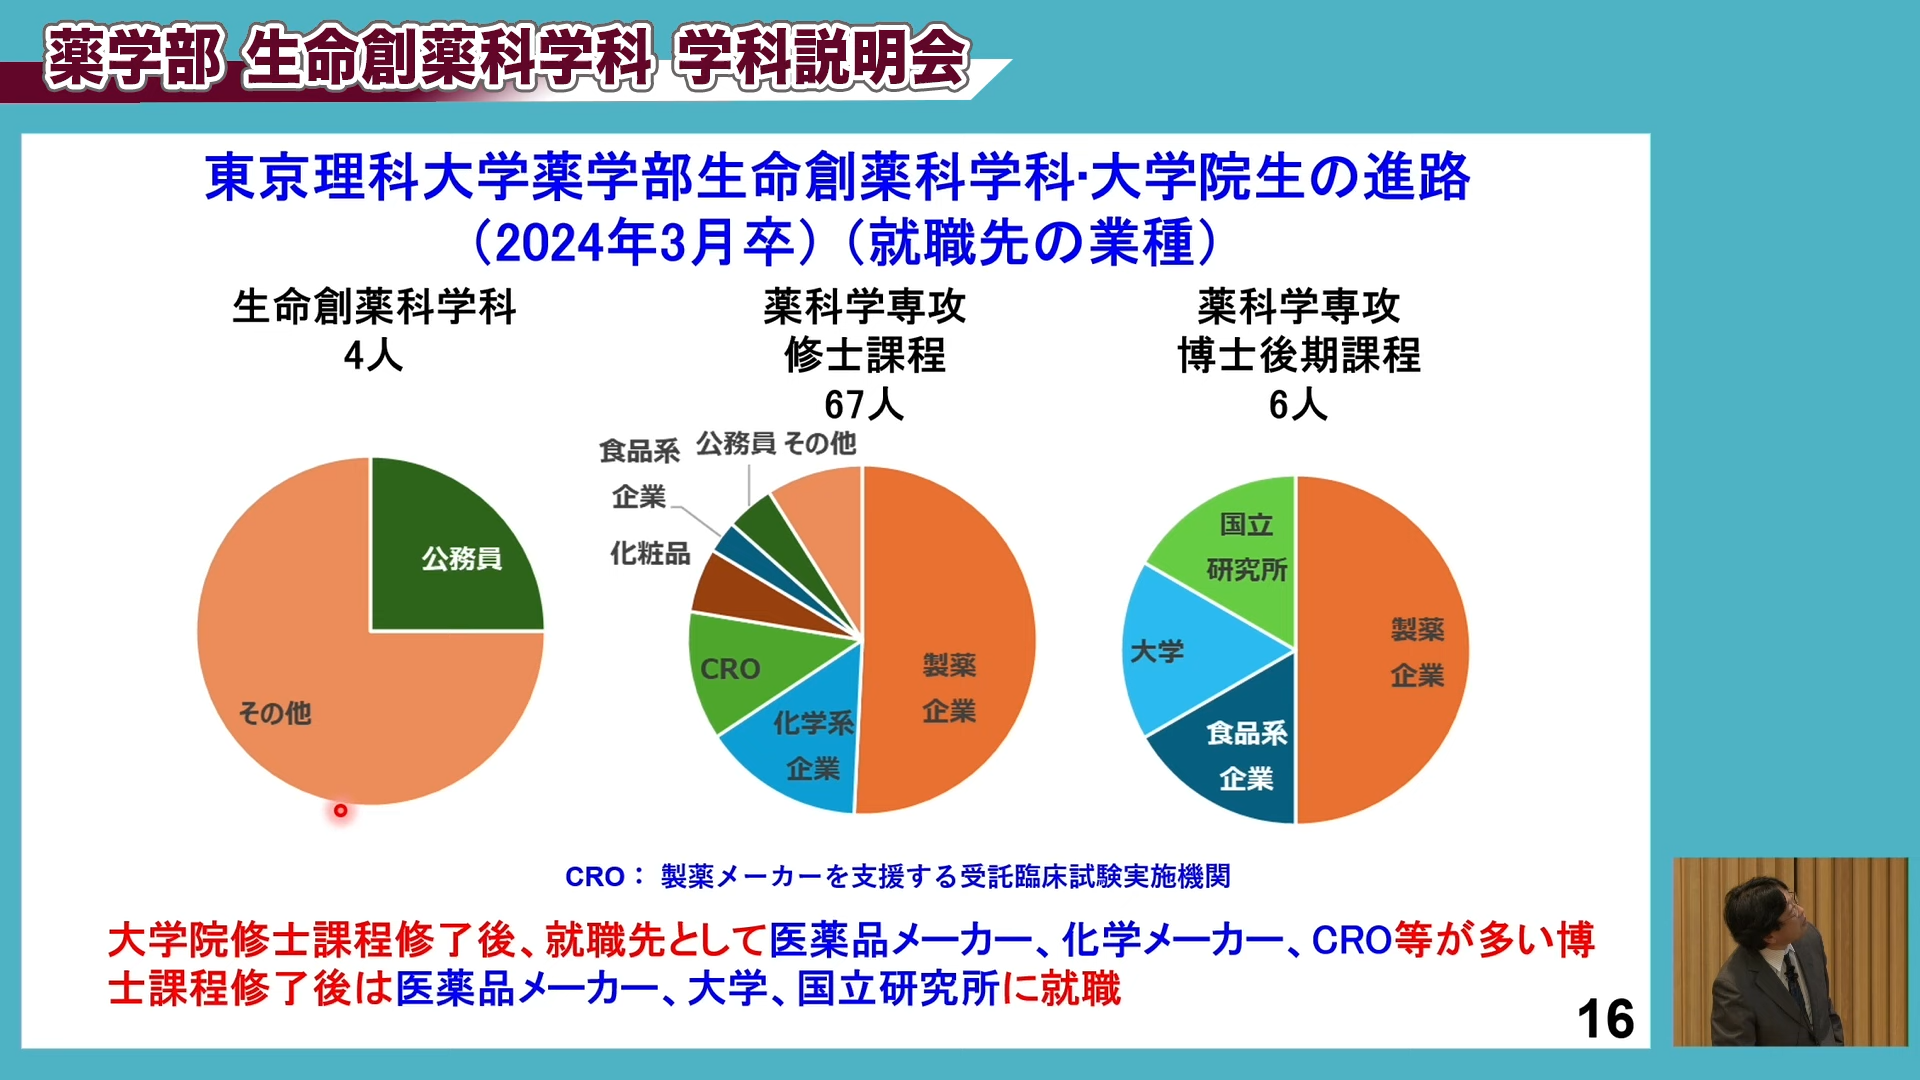 薬学部 生命創薬科学科 学科説明会
東京理科大学薬学部生命創薬科学科・大学院生の進路
（2024年3月卒）（就職先の業種）
生命創薬科学科
4人
公務員
その他
薬科学専攻
修士課程
67人
食品系
企業
公務員
その他
化粧品
CRO
化学系
企業
製薬
企業
薬科学専攻
博士後期課程
6人
国立
研究所
大学
食品系
企業
製薬
企業
CRO： 製薬メーカーを支援する受託臨床試験実施機関
大学院修士課程修了後、就職先として医薬品メーカー、化学メーカー、CRO等が多い博
士課程修了後は医薬品メーカー、大学、国立研究所に就職
16